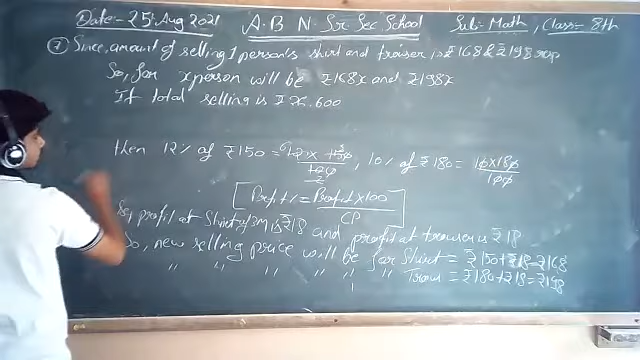 Date:- 25 Aug 2021 A.B.N. Sr. Sec School Sub:- Math, Class= 8th
7 Since, amount of selling 1 person's shirt and trouser is ₹168 & ₹198
So, for x person will be ₹168x and ₹198x
If total selling is ₹
then 12% of ₹150 = 12 x 150 / 100, 10% of ₹180 = 10 x 180 / 100
[Profit % = Profit x 100 / CP]
So, profit at Shirt is ₹18 and profit at trouser is ₹18
So, new selling price will be for Shirt = ₹150 + ₹18 = ₹168
" " " " " " = ₹180 + ₹18 = ₹198